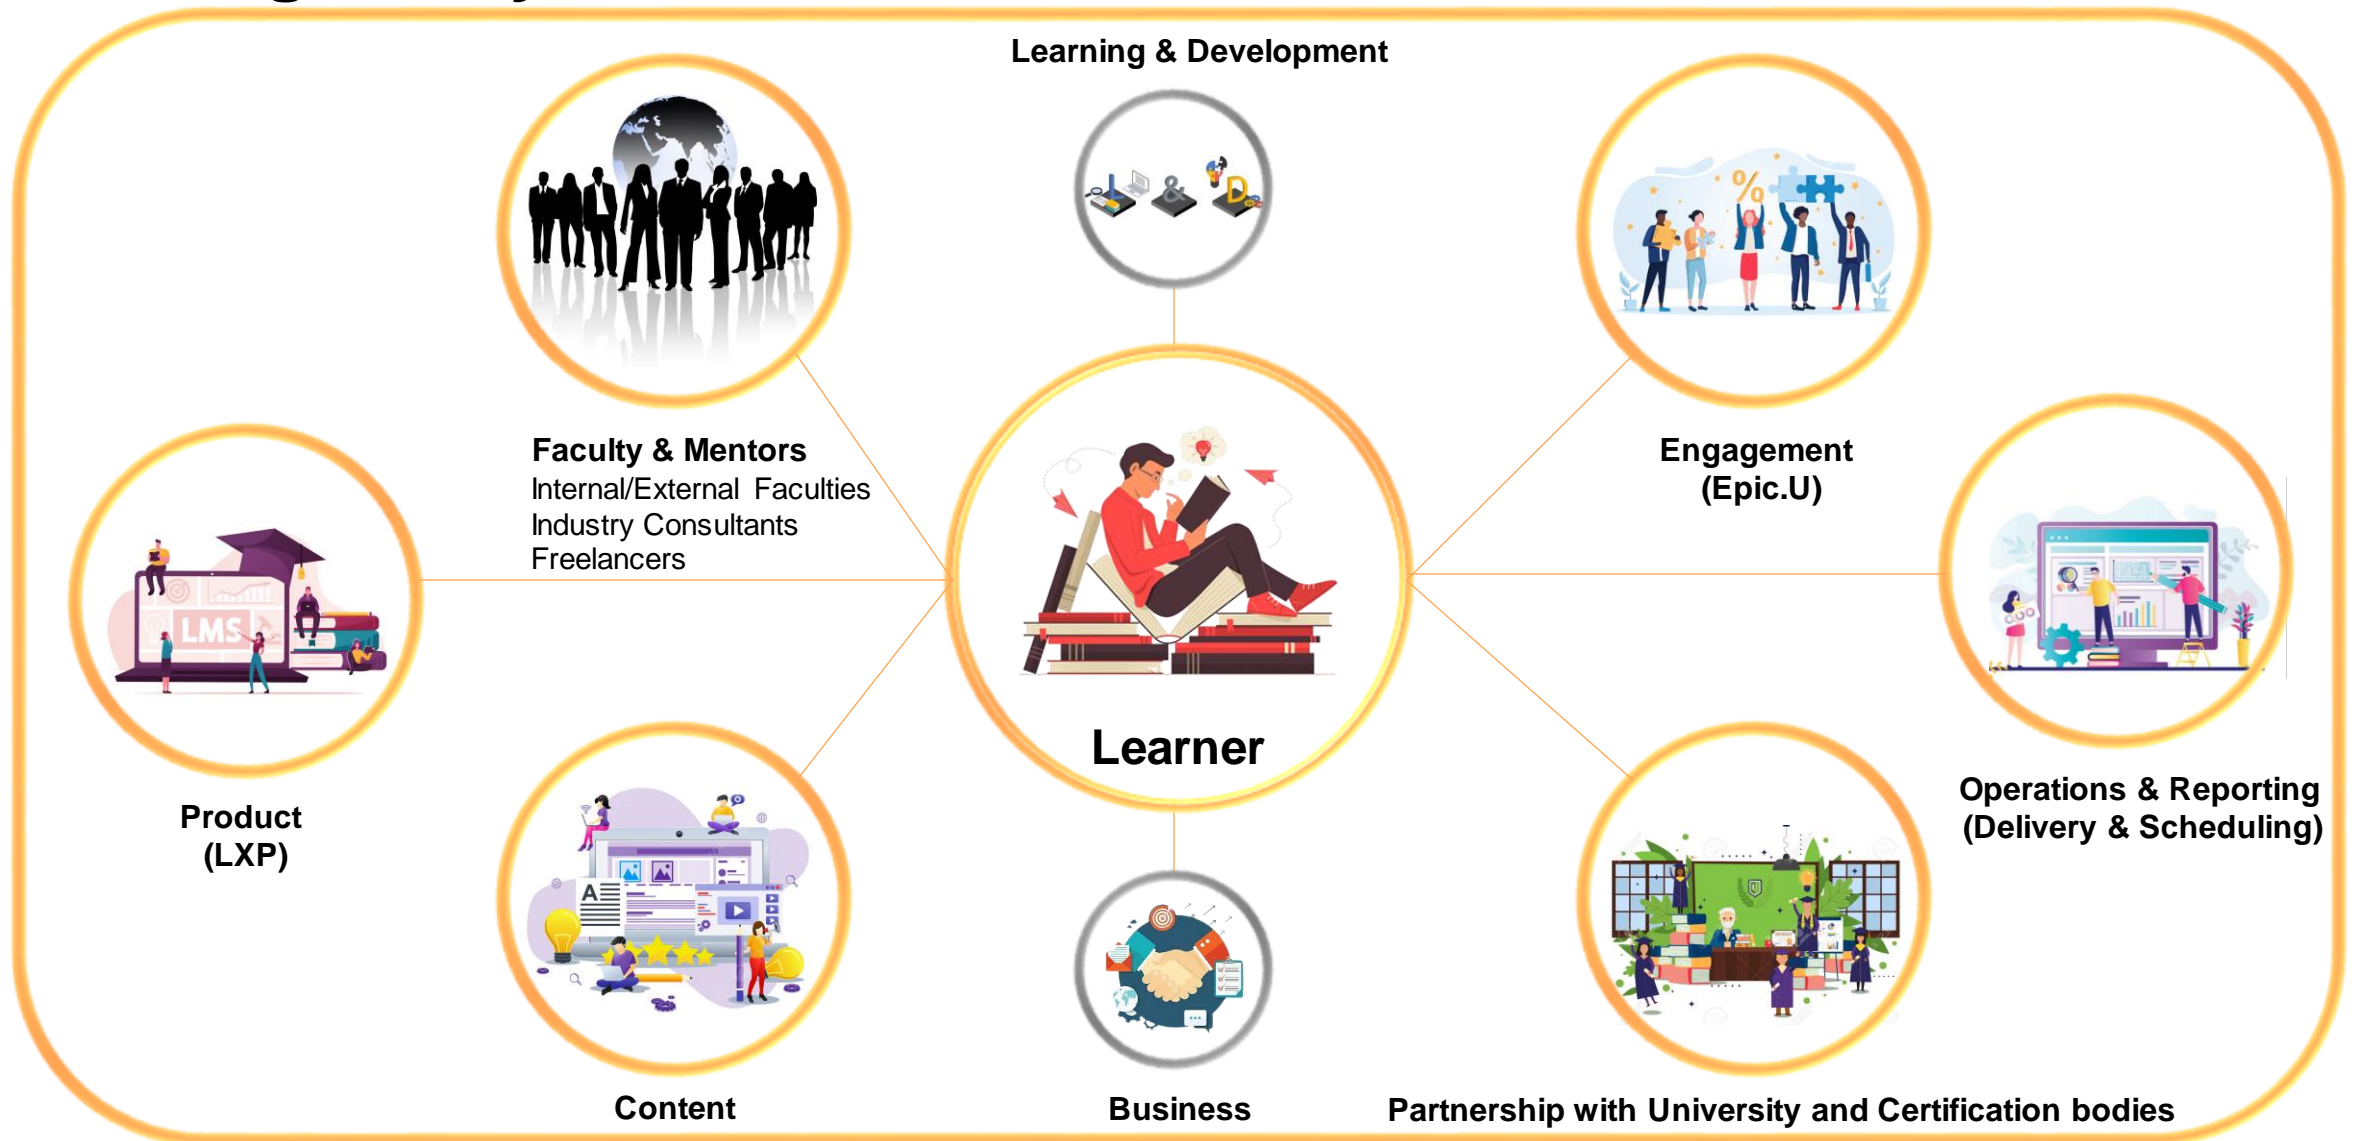 Learning & Development
L & D
%
Faculty & Mentors
Internal/External Faculties
Industry Consultants
Freelancers
Engagement
(Epic.U)
LMS
Learner
Product
(LXP)
Operations & Reporting
(Delivery & Scheduling)
A
Content
Business
Partnership with University and Certification bodies